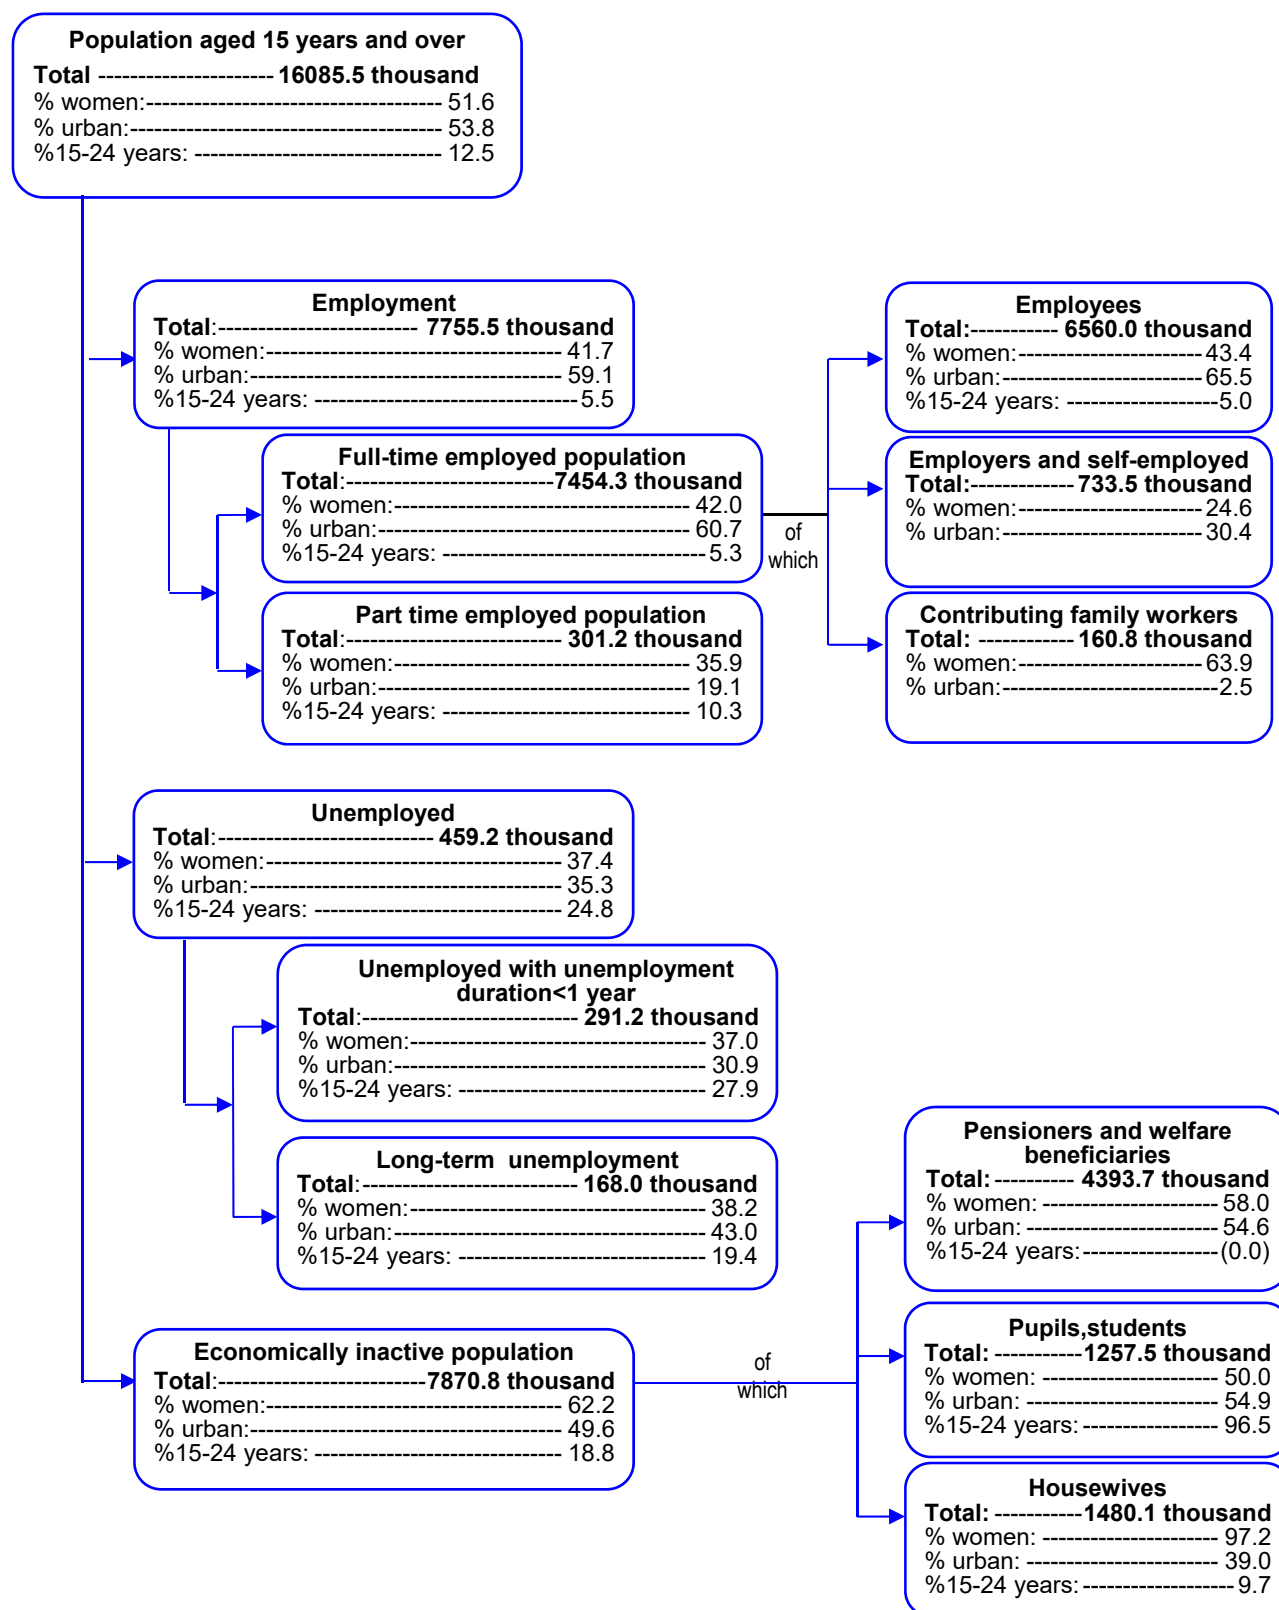 Population aged 15 years and over
Total ---------------------- 16085.5 thousand
% women:------------------------------------- 51.6
% urban:--------------------------------------- 53.8
%15-24 years: ------------------------------- 12.5
Employment
Total:------------------------- 7755.5 thousand
% women:------------------------------------- 41.7
% urban:--------------------------------------- 59.1
%15-24 years: ---------------------------------5.5
Full-time employed population
Total:--------------------------7454.3 thousand
% women:------------------------------------- 42.0
% urban:--------------------------------------- 60.7
%15-24 years: ---------------------------------5.3
Part time employed population
Total:--------------------------- 301.2 thousand
% women:------------------------------------- 35.9
% urban:--------------------------------------- 19.1
%15-24 years: ------------------------------- 10.3
of
which
Employees
Total:----------- 6560.0 thousand
% women:----------------------- 43.4
% urban:------------------------- 65.5
%15-24 years: -------------------5.0
Employers and self-employed
Total:------------- 733.5 thousand
% women:----------------------- 24.6
% urban:------------------------- 30.4
Contributing family workers
Total: ------------ 160.8 thousand
% women:----------------------- 63.9
% urban:---------------------------2.5
Unemployed
Total:--------------------------- 459.2 thousand
% women:------------------------------------- 37.4
% urban:--------------------------------------- 35.3
%15-24 years: ------------------------------- 24.8
Unemployed with unemployment
duration<1 year
Total:--------------------------- 291.2 thousand
% women:------------------------------------- 37.0
% urban:--------------------------------------- 30.9
%15-24 years: ------------------------------- 27.9
Long-term unemployment
Total:--------------------------- 168.0 thousand
% women:------------------------------------- 38.2
% urban:--------------------------------------- 43.0
%15-24 years: ------------------------------- 19.4
Economically inactive population
Total:--------------------------7870.8 thousand
% women:------------------------------------- 62.2
% urban:--------------------------------------- 49.6
%15-24 years: ------------------------------- 18.8
of
which
Pensioners and welfare
beneficiaries
Total: ---------- 4393.7 thousand
% women: ---------------------- 58.0
% urban: ------------------------ 54.6
%15-24 years:-----------------(0.0)
Pupils,students
Total: -----------1257.5 thousand
% women: ---------------------- 50.0
% urban: ------------------------ 54.9
%15-24 years:----------------- 96.5
Housewives
Total: -----------1480.1 thousand
% women: ---------------------- 97.2
% urban: ------------------------ 39.0
%15-24 years:------------------- 9.7